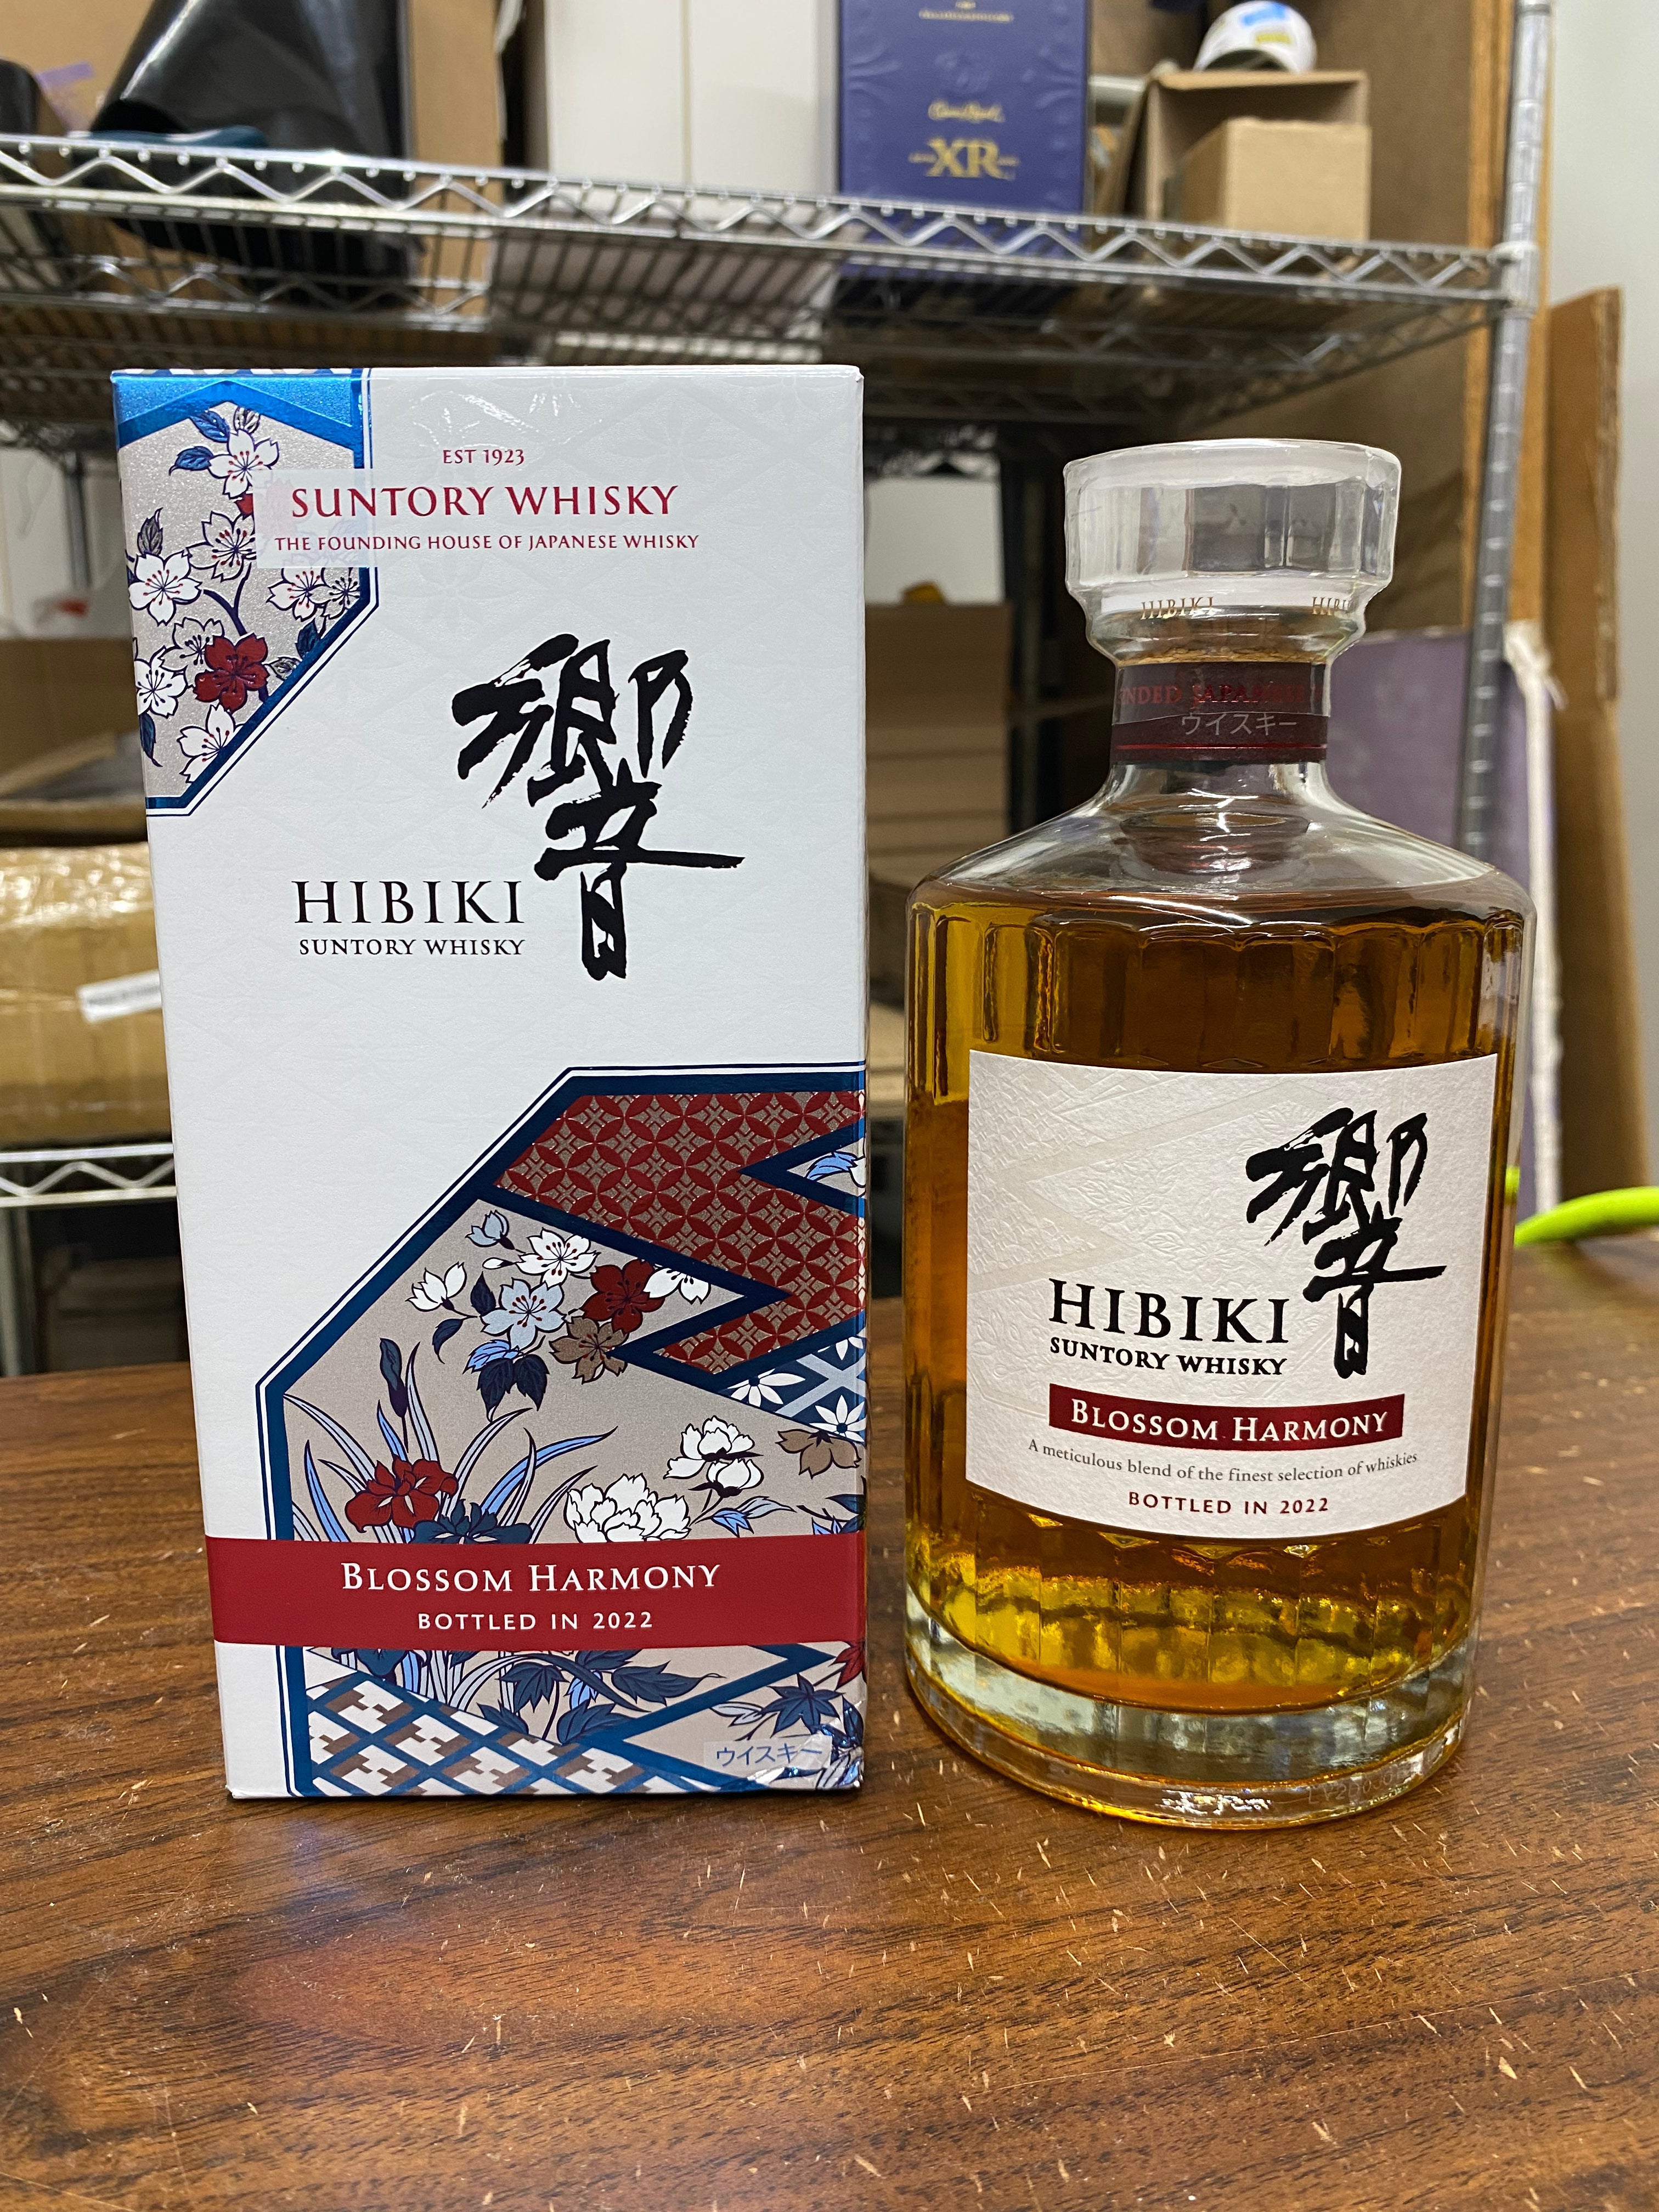 XR
EST 1923
SUNTORY WHISKY
THE FOUNDING HOUSE OF JAPANESE WHISKY
響
HIBIKI
SUNTORY WHISKY
BLOSSOM HARMONY
BOTTLED IN 2022
ウイスキー
HIBIKI
ウイスキー
響
HIBIKI
SUNTORY WHISKY
BLOSSOM HARMONY
A meticulous blend of the finest selection of whiskies
BOTTLED IN 2022